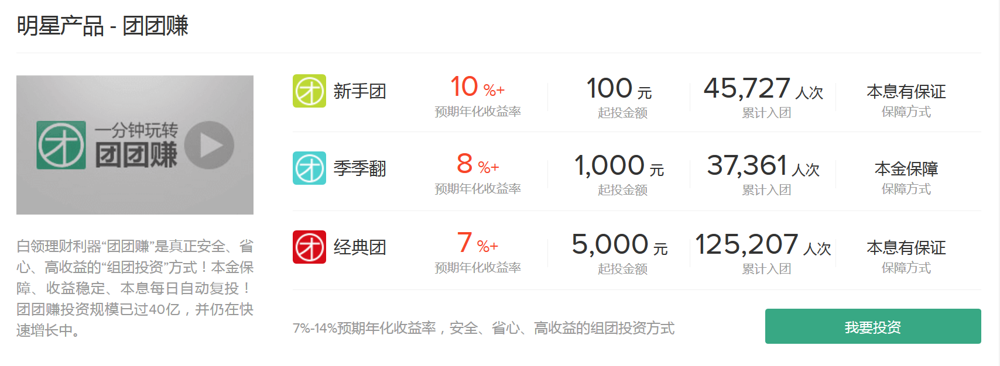 明星产品 - 团团赚
团 一分钟玩转
团团赚
白领理财利器“团团赚”是真正安全、省
心、高收益的“组团投资”方式！本金保
障、收益稳定、本息每日自动复投！
团团赚投资规模已过40亿，并仍在快
速增长中。
团 新手团 10 %+ 100 元 45,727 人次 本息有保证
预期年化收益率 起投金额 累计入团 保障方式
团 季季翻 8 %+ 1,000 元 37,361 人次 本金保障
预期年化收益率 起投金额 累计入团 保障方式
团 经典团 7 %+ 5,000 元 125,207 人次 本息有保证
预期年化收益率 起投金额 累计入团 保障方式
7%-14%预期年化收益率，安全、省心、高收益的组团投资方式 我要投资